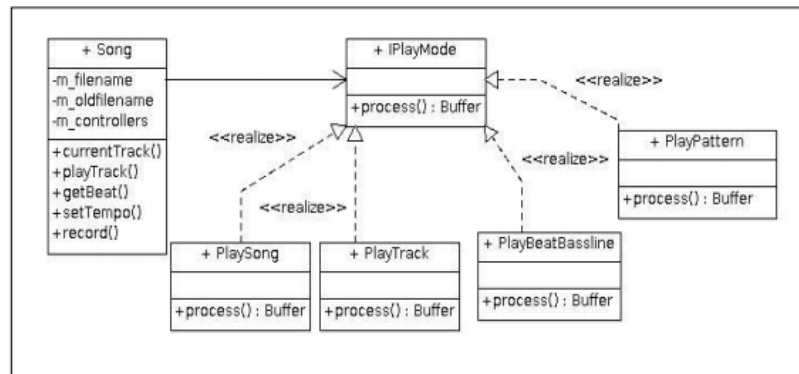 + Song
-m_filename
-m_oldfilename
-m_controllers
+currentTrack()
+playTrack()
+getBeat()
+setTempo()
+record()
+ IPlayMode
+process() : Buffer
<<realize>>
<<realize>>
<<realize>>
<<realize>>
+ PlayPattern
+process() : Buffer
+ PlaySong
+process() : Buffer
+ PlayTrack
+process() : Buffer
+ PlayBeatBassline
+process() : Buffer